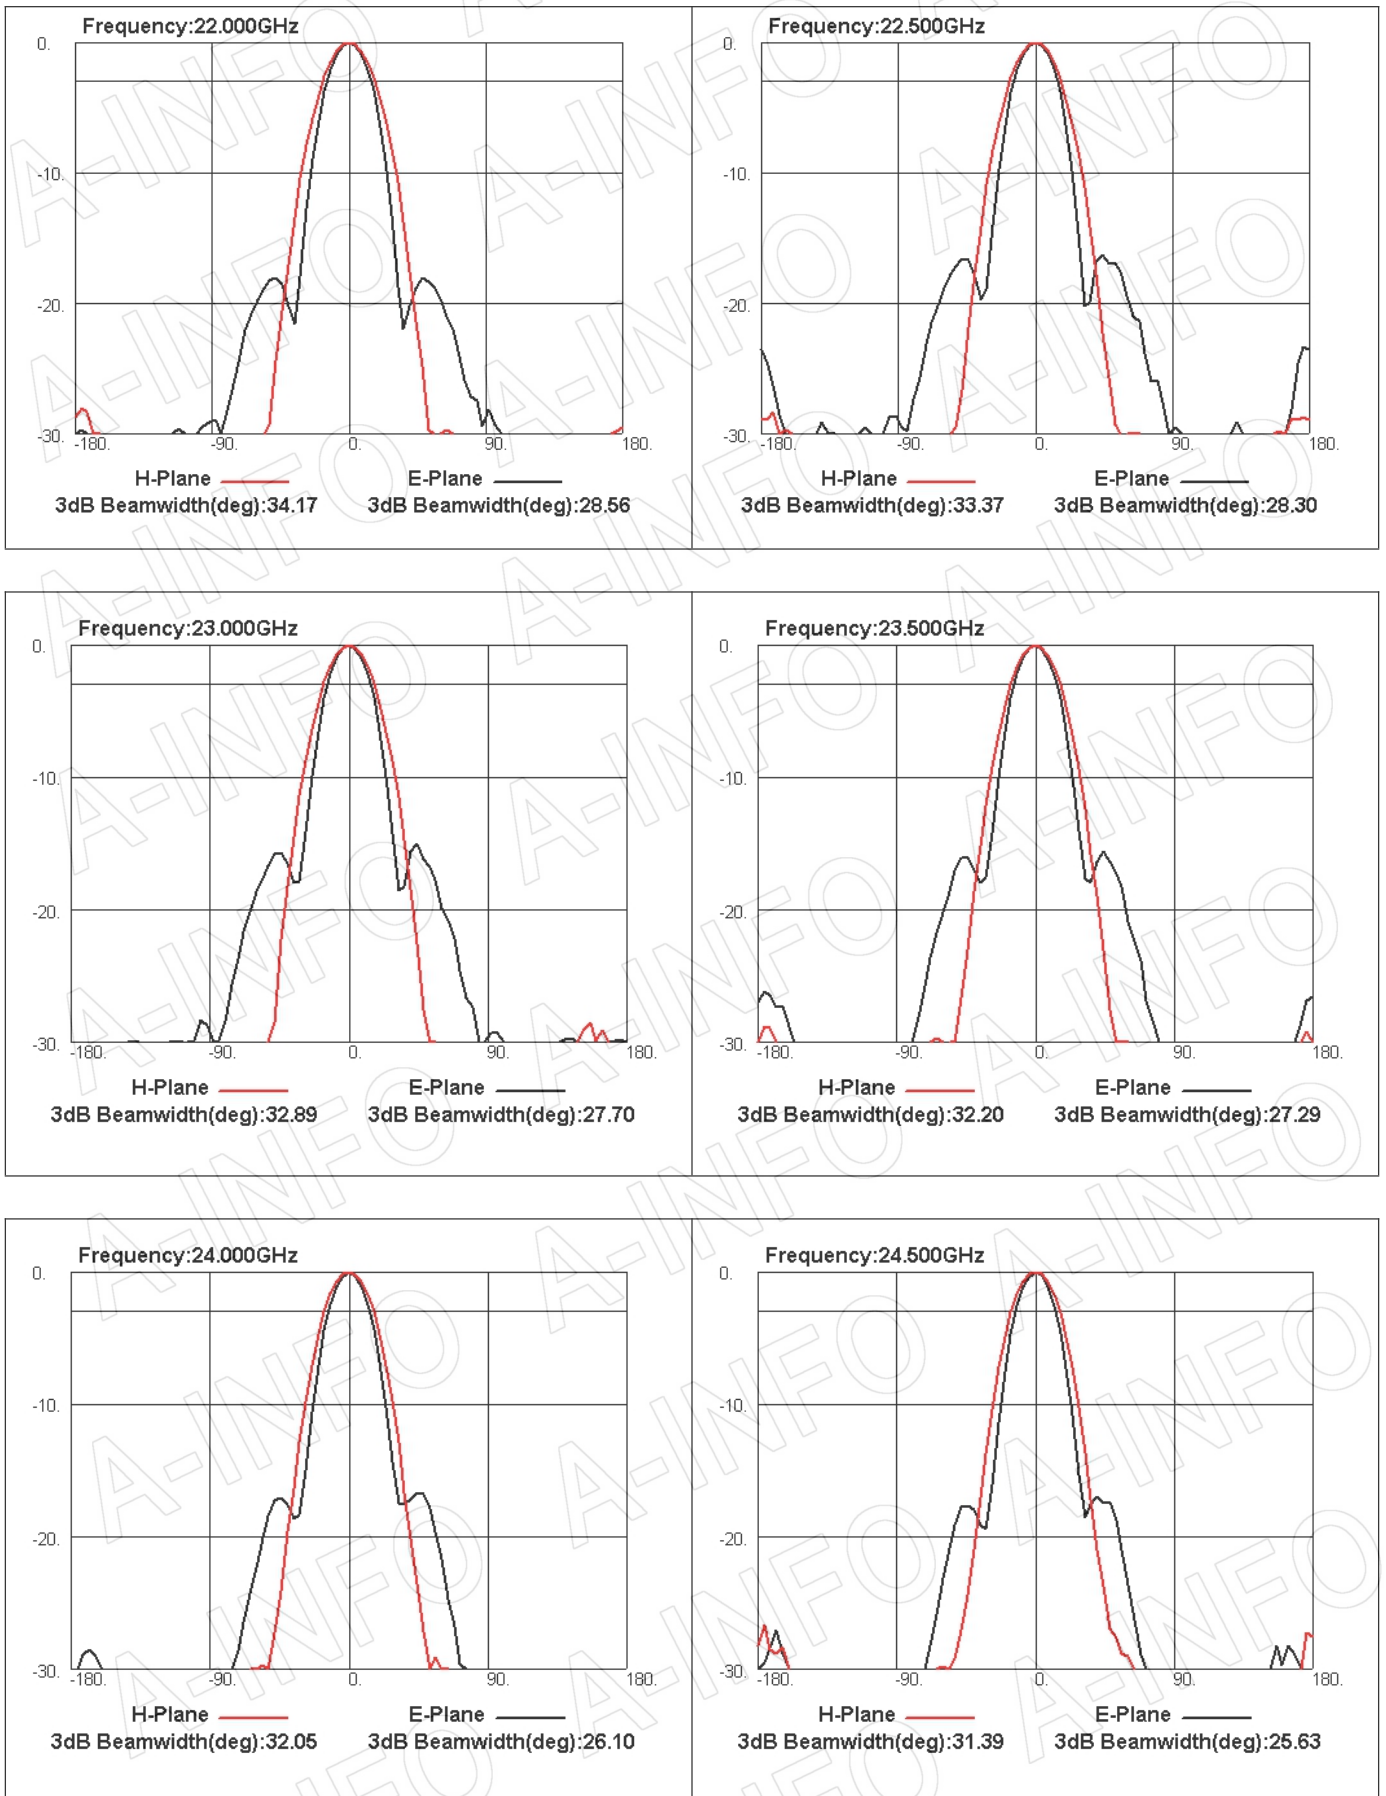 Frequency:22.000GHz
0.
-10.
-20.
-30.
-180. -90. 0. 90. 180.
H-Plane E-Plane
3dB Beamwidth(deg):34.17 3dB Beamwidth(deg):28.56
Frequency:22.500GHz
0.
-10.
-20.
-30.
-180. -90. 0. 90. 180.
H-Plane E-Plane
3dB Beamwidth(deg):33.37 3dB Beamwidth(deg):28.30
Frequency:23.000GHz
0.
-10.
-20.
-30.
-180. -90. 0. 90. 180.
H-Plane E-Plane
3dB Beamwidth(deg):32.89 3dB Beamwidth(deg):27.70
Frequency:23.500GHz
0.
-10.
-20.
-30.
-180. -90. 0. 90. 180.
H-Plane E-Plane
3dB Beamwidth(deg):32.20 3dB Beamwidth(deg):27.29
Frequency:24.000GHz
0.
-10.
-20.
-30.
-180. -90. 0. 90. 180.
H-Plane E-Plane
3dB Beamwidth(deg):32.05 3dB Beamwidth(deg):26.10
Frequency:24.500GHz
0.
-10.
-20.
-30.
-180. -90. 0. 90. 180.
H-Plane E-Plane
3dB Beamwidth(deg):31.39 3dB Beamwidth(deg):25.63
A-INFO